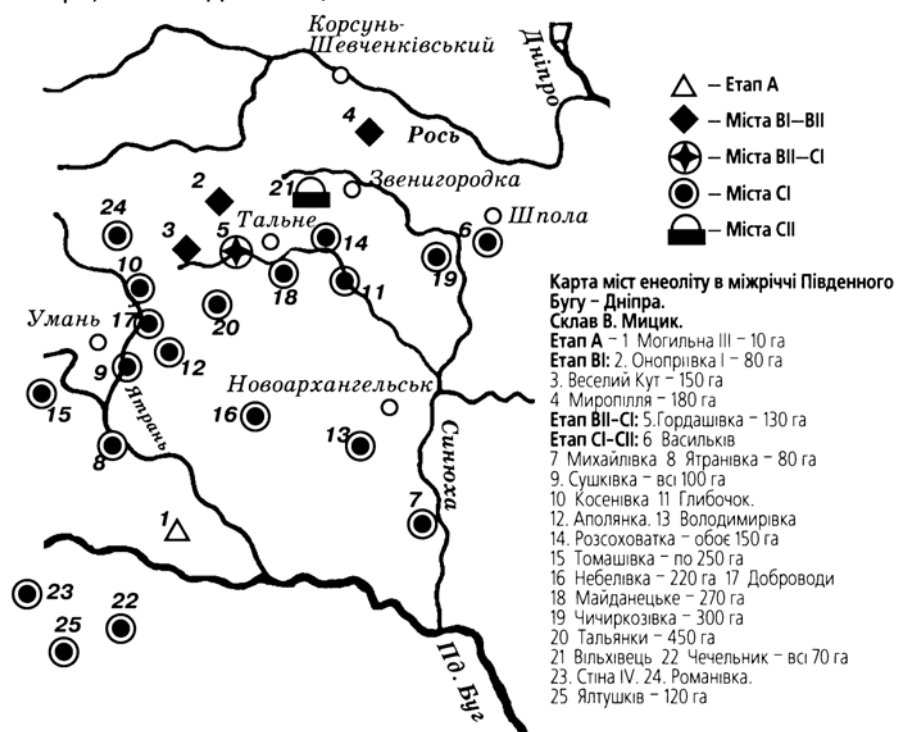 Корсунь-
Шевченківський
Дніпро
4
Рось
2
21
Звенигородка
24
Тальне
6
Шпола
3
5
14
10
18
11
19
Умань
17
20
12
9
Новоархангельськ
15
Ятрань
16
13
8
Синюха
7
1
23
22
25
Пд. Буг
– Етап А
– Міста ВІ–ВІІ
– Міста ВІІ–СІ
– Міста СІ
– Міста СІІ
Карта міст енеоліту в міжріччі Південного
Бугу – Дніпра.
Склав В. Мицик.
Етап А – 1 Могильна ІІІ – 10 га
Етап ВІ: 2. Онопріївка І – 80 га
3. Веселий Кут – 150 га
4 Миропілля – 180 га
Етап ВІІ–СІ: 5.Гордашівка – 130 га
Етап СІ–СІІ: 6 Васильків
7 Михайлівка 8 Ятранівка – 80 га
9. Сушківка – всі 100 га
10 Косенівка 11 Глибочок.
12. Аполянка. 13 Володимирівка
14. Розсоховатка – обоє 150 га
15 Томашівка – по 250 га
16 Небелівка – 220 га 17 Доброводи
18 Майданецьке – 270 га
19 Чичиркозівка – 300 га
20 Тальянки – 450 га
21 Вільхівець 22 Чечельник – всі 70 га
23. Стіна IV. 24. Романівка.
25 Ялтушків – 120 га